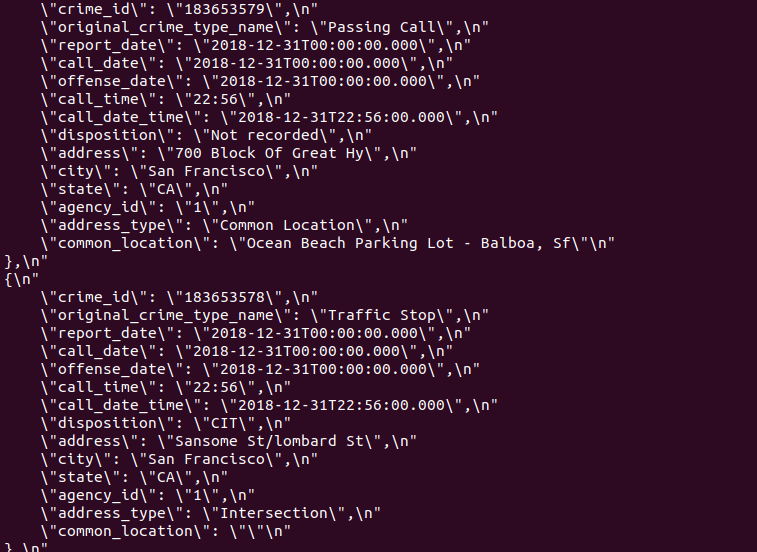 \"crime_id\": \"183653579\",\n"
\"original_crime_type_name\": \"Passing Call\",\n"
\"report_date\": \"2018-12-31T00:00:00.000\",\n"
\"call_date\": \"2018-12-31T00:00:00.000\",\n"
\"offense_date\": \"2018-12-31T00:00:00.000\",\n"
\"call_time\": \"22:56\",\n"
\"call_date_time\": \"2018-12-31T22:56:00.000\",\n"
\"disposition\": \"Not recorded\",\n"
\"address\": \"700 Block Of Great Hy\",\n"
\"city\": \"San Francisco\",\n"
\"state\": \"CA\",\n"
\"agency_id\": \"1\",\n"
\"address_type\": \"Common Location\",\n"
\"common_location\": \"Ocean Beach Parking Lot - Balboa, Sf\"\n"
},\n"
{\n"
\"crime_id\": \"183653578\",\n"
\"original_crime_type_name\": \"Traffic Stop\",\n"
\"report_date\": \"2018-12-31T00:00:00.000\",\n"
\"call_date\": \"2018-12-31T00:00:00.000\",\n"
\"offense_date\": \"2018-12-31T00:00:00.000\",\n"
\"call_time\": \"22:56\",\n"
\"call_date_time\": \"2018-12-31T22:56:00.000\",\n"
\"disposition\": \"CIT\",\n"
\"address\": \"Sansome St/lombard St\",\n"
\"city\": \"San Francisco\",\n"
\"state\": \"CA\",\n"
\"agency_id\": \"1\",\n"
\"address_type\": \"Intersection\",\n"
\"common_location\": \"\"\n"
},\n"